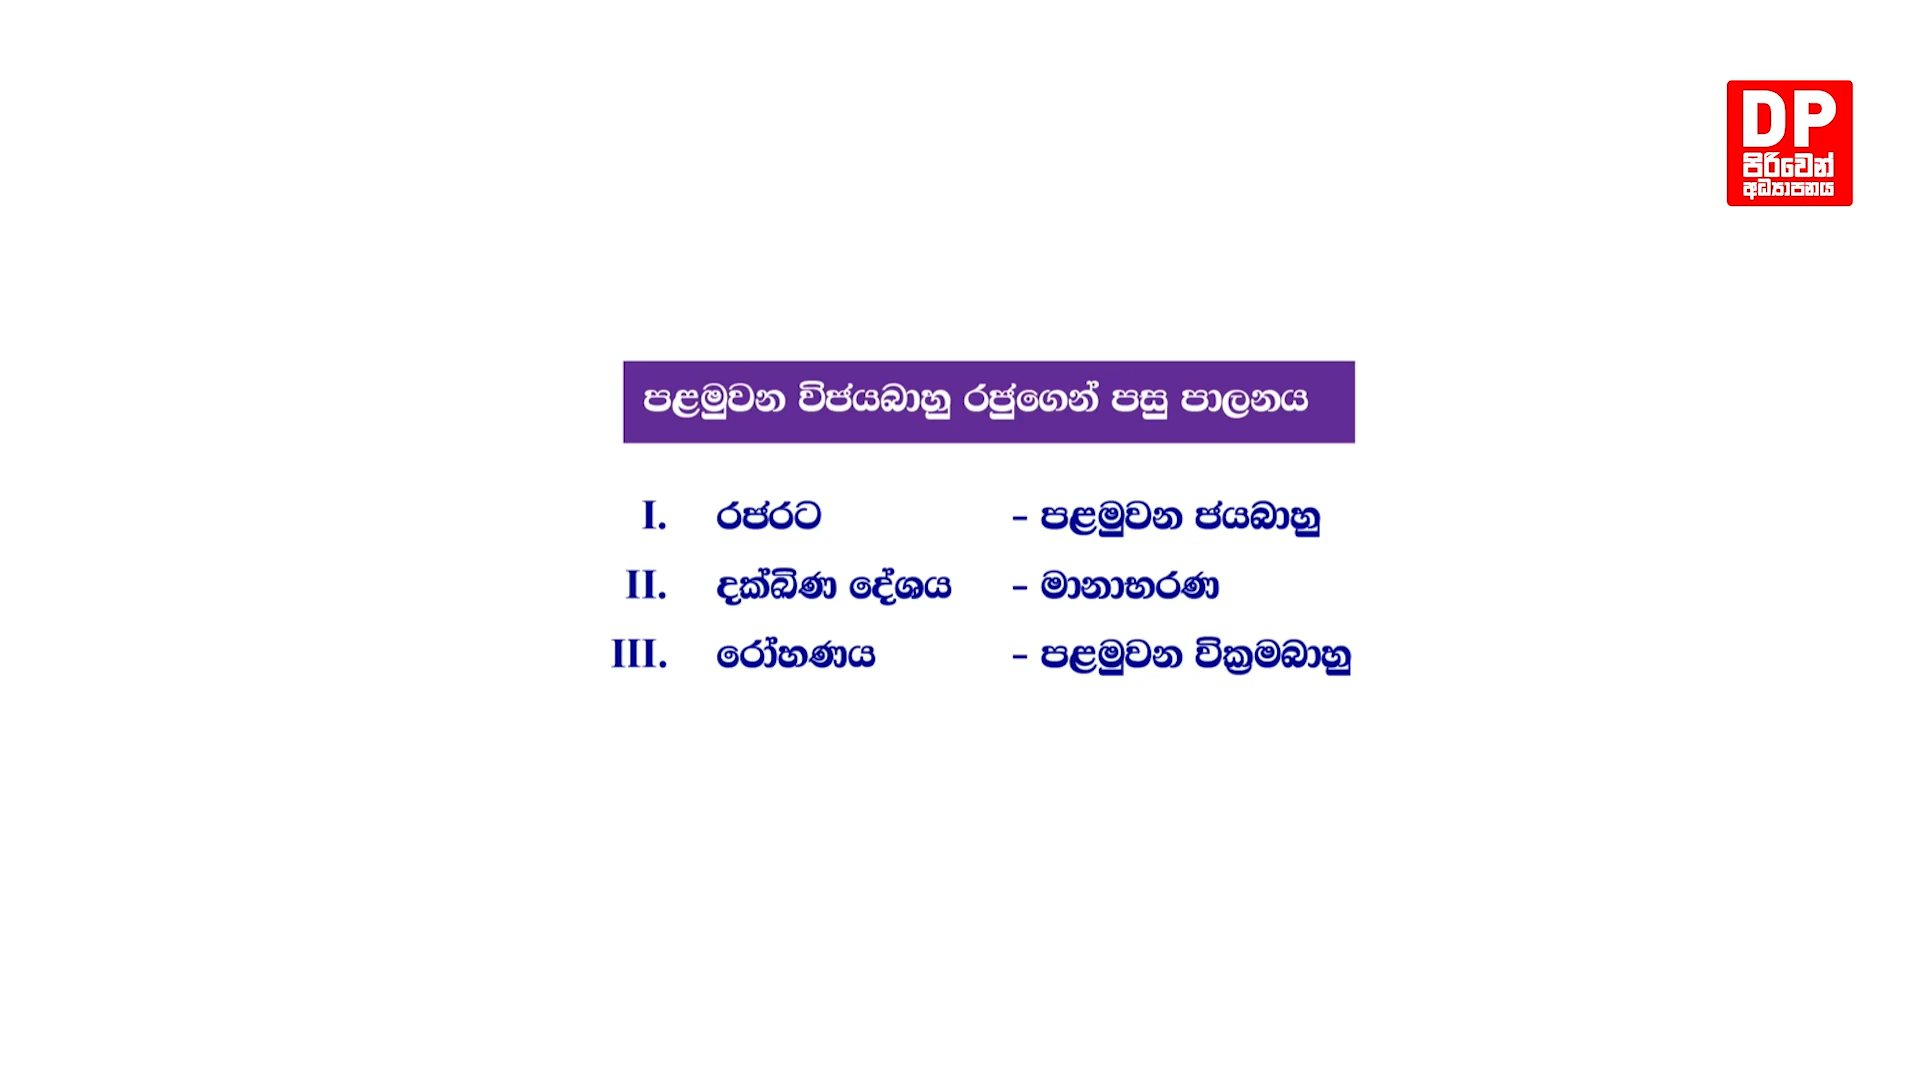 DP
පිරිවෙන්
අධ්‍යාපනය
පළමුවන විජයබාහු රජුගෙන් පසු පාලනය
I. රජරට - පළමුවන ජයබාහු
II. දක්ඛිණ දේශය - මානාභරණ
III. රෝහණය - පළමුවන වික්‍රමබාහු